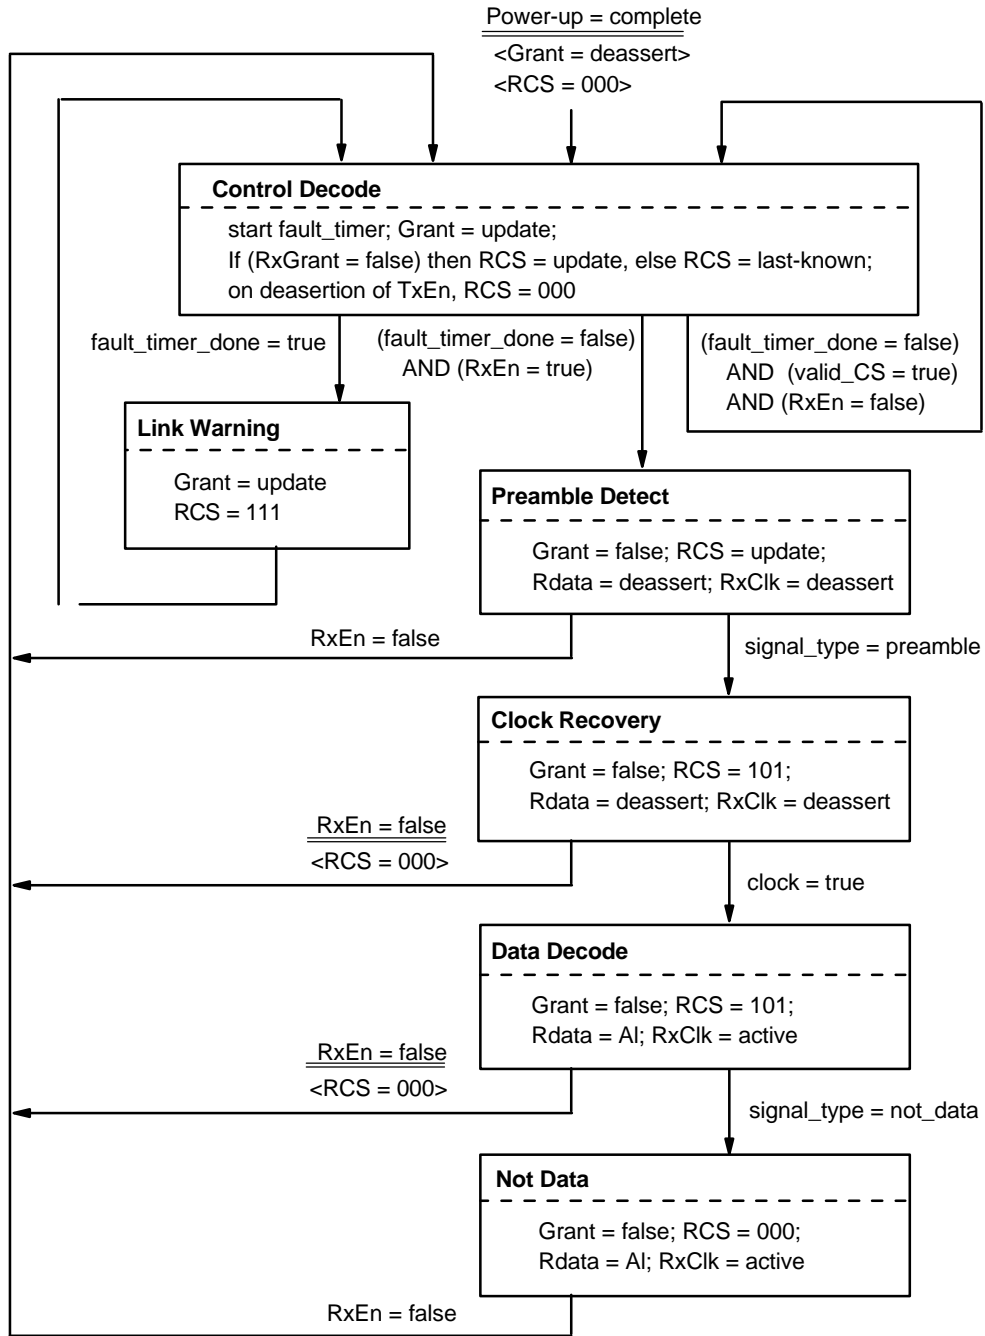 Power-up = complete
<Grant = deassert>
<RCS = 000>
Control Decode
start fault_timer; Grant = update;
If (RxGrant = false) then RCS = update, else RCS = last-known;
on deasertion of TxEn, RCS = 000
fault_timer_done = true
(fault_timer_done = false)
AND (RxEn = true)
(fault_timer_done = false)
AND (valid_CS = true)
AND (RxEn = false)
Link Warning
Grant = update
RCS = 111
Preamble Detect
Grant = false; RCS = update;
Rdata = deassert; RxClk = deassert
RxEn = false
signal_type = preamble
Clock Recovery
Grant = false; RCS = 101;
Rdata = deassert; RxClk = deassert
RxEn = false
<RCS = 000>
clock = true
Data Decode
Grant = false; RCS = 101;
Rdata = Al; RxClk = active
RxEn = false
<RCS = 000>
signal_type = not_data
Not Data
Grant = false; RCS = 000;
Rdata = Al; RxClk = active
RxEn = false